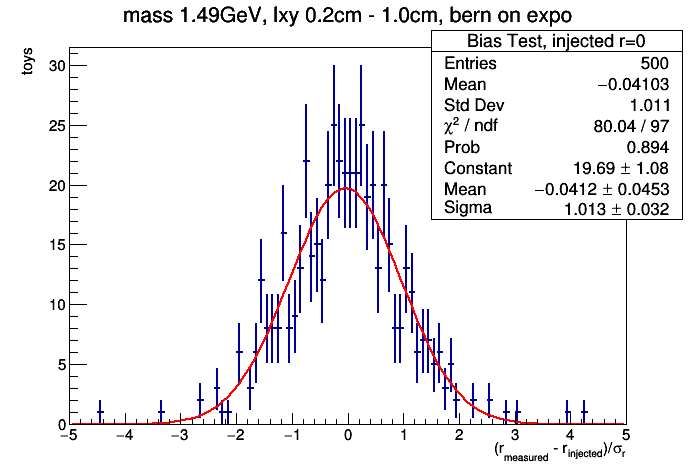 mass 1.49GeV, lxy 0.2cm - 1.0cm, bern on expo
Bias Test, injected r=0
Entries 500
Mean −0.04103
Std Dev 1.011
χ² / ndf 80.04 / 97
Prob 0.894
Constant 19.69 ± 1.08
Mean −0.0412 ± 0.0453
Sigma 1.013 ± 0.032
toys
30
25
20
15
10
5
0
−5 −4 −3 −2 −1 0 1 2 3 4 5
(r_measured - r_injected)/σ_r